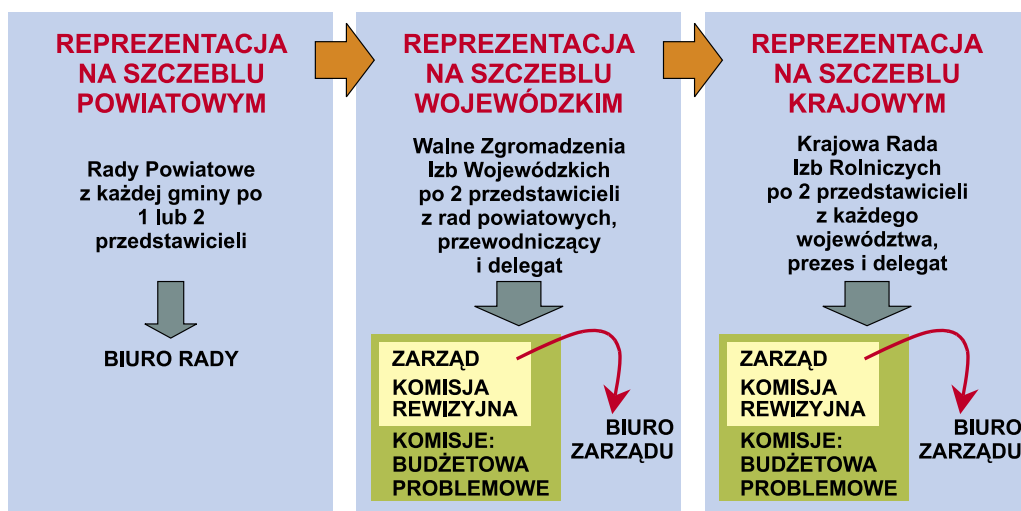 REPREZENTACJA
NA SZCZEBLU
POWIATOWYM
Rady Powiatowe
z każdej gminy po
1 lub 2
przedstawicieli
BIURO RADY
REPREZENTACJA
NA SZCZEBLU
WOJEWÓDZKIM
Walne Zgromadzenia
Izb Wojewódzkich
po 2 przedstawicieli
z rad powiatowych,
przewodniczący
i delegat
ZARZĄD
KOMISJA
REWIZYJNA
KOMISJE:
BUDŻETOWA
PROBLEMOWE
BIURO
ZARZĄDU
REPREZENTACJA
NA SZCZEBLU
KRAJOWYM
Krajowa Rada
Izb Rolniczych
po 2 przedstawicieli
z każdego
województwa,
prezes i delegat
ZARZĄD
KOMISJA
REWIZYJNA
KOMISJE:
BUDŻETOWA
PROBLEMOWE
BIURO
ZARZĄDU